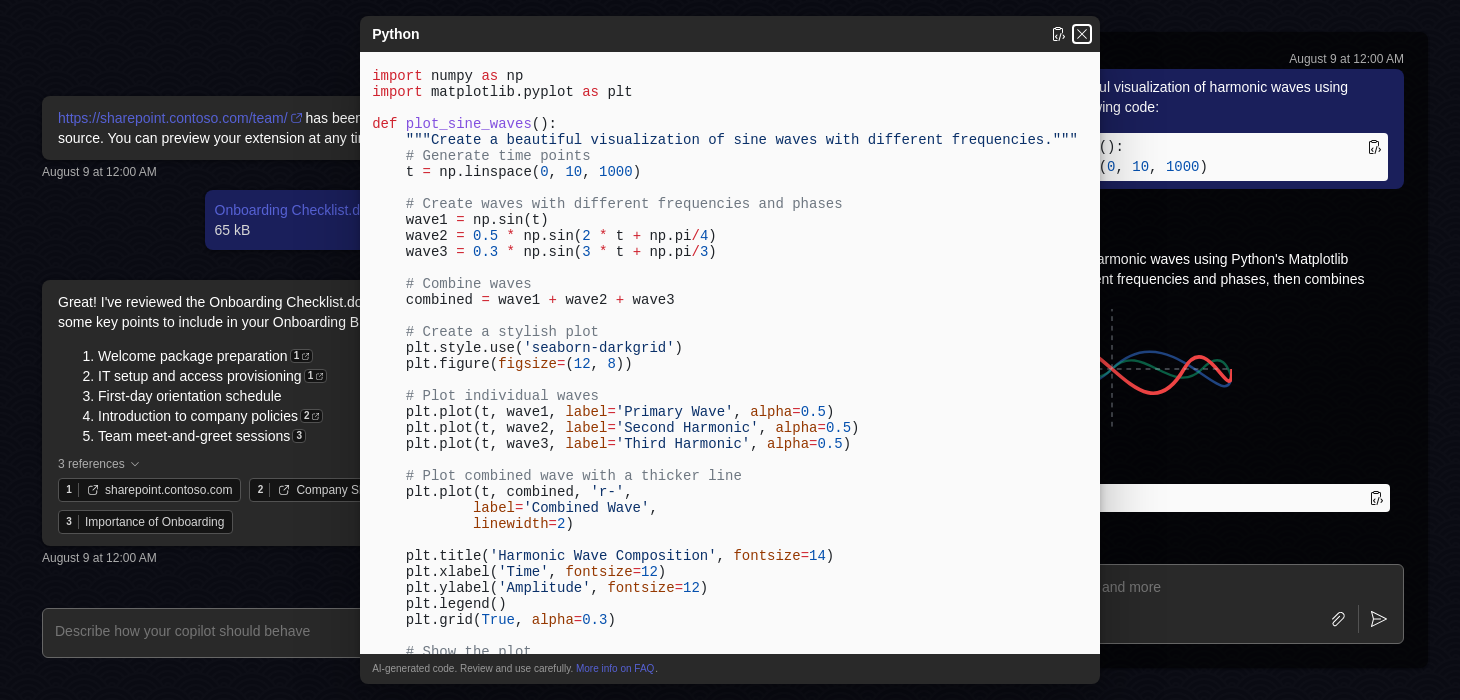 https://sharepoint.contoso.com/team/ has been
source. You can preview your extension at any
August 9 at 12:00 AM
Onboarding Checklist.d
65 kB
Great! I've reviewed the Onboarding Checklist.do
some key points to include in your Onboarding B
1. Welcome package preparation 1
2. IT setup and access provisioning 1
3. First-day orientation schedule
4. Introduction to company policies 2
5. Team meet-and-greet sessions 3
3 references
1 sharepoint.contoso.com
2 Company S
3 Importance of Onboarding
August 9 at 12:00 AM
Describe how your copilot should behave
Python
import numpy as np
import matplotlib.pyplot as plt
def plot_sine_waves():
    """Create a beautiful visualization of sine waves with different frequencies."""
    # Generate time points
    t = np.linspace(0, 10, 1000)
    # Create waves with different frequencies and phases
    wave1 = np.sin(t)
    wave2 = 0.5 * np.sin(2 * t + np.pi/4)
    wave3 = 0.3 * np.sin(3 * t + np.pi/3)
    # Combine waves
    combined = wave1 + wave2 + wave3
    # Create a stylish plot
    plt.style.use('seaborn-darkgrid')
    plt.figure(figsize=(12, 8))
    # Plot individual waves
    plt.plot(t, wave1, label='Primary Wave', alpha=0.5)
    plt.plot(t, wave2, label='Second Harmonic', alpha=0.5)
    plt.plot(t, wave3, label='Third Harmonic', alpha=0.5)
    # Plot combined wave with a thicker line
    plt.plot(t, combined, 'r-',
            label='Combined Wave',
            linewidth=2)
    plt.title('Harmonic Wave Composition', fontsize=14)
    plt.xlabel('Time', fontsize=12)
    plt.ylabel('Amplitude', fontsize=12)
    plt.legend()
    plt.grid(True, alpha=0.3)
    # Show the plot
AI-generated code. Review and use carefully. More info on FAQ.
August 9 at 12:00 AM
ul visualization of harmonic waves using
ving code:
():
(0, 10, 1000)
armonic waves using Python's Matplotlib
ent frequencies and phases, then combines
and more